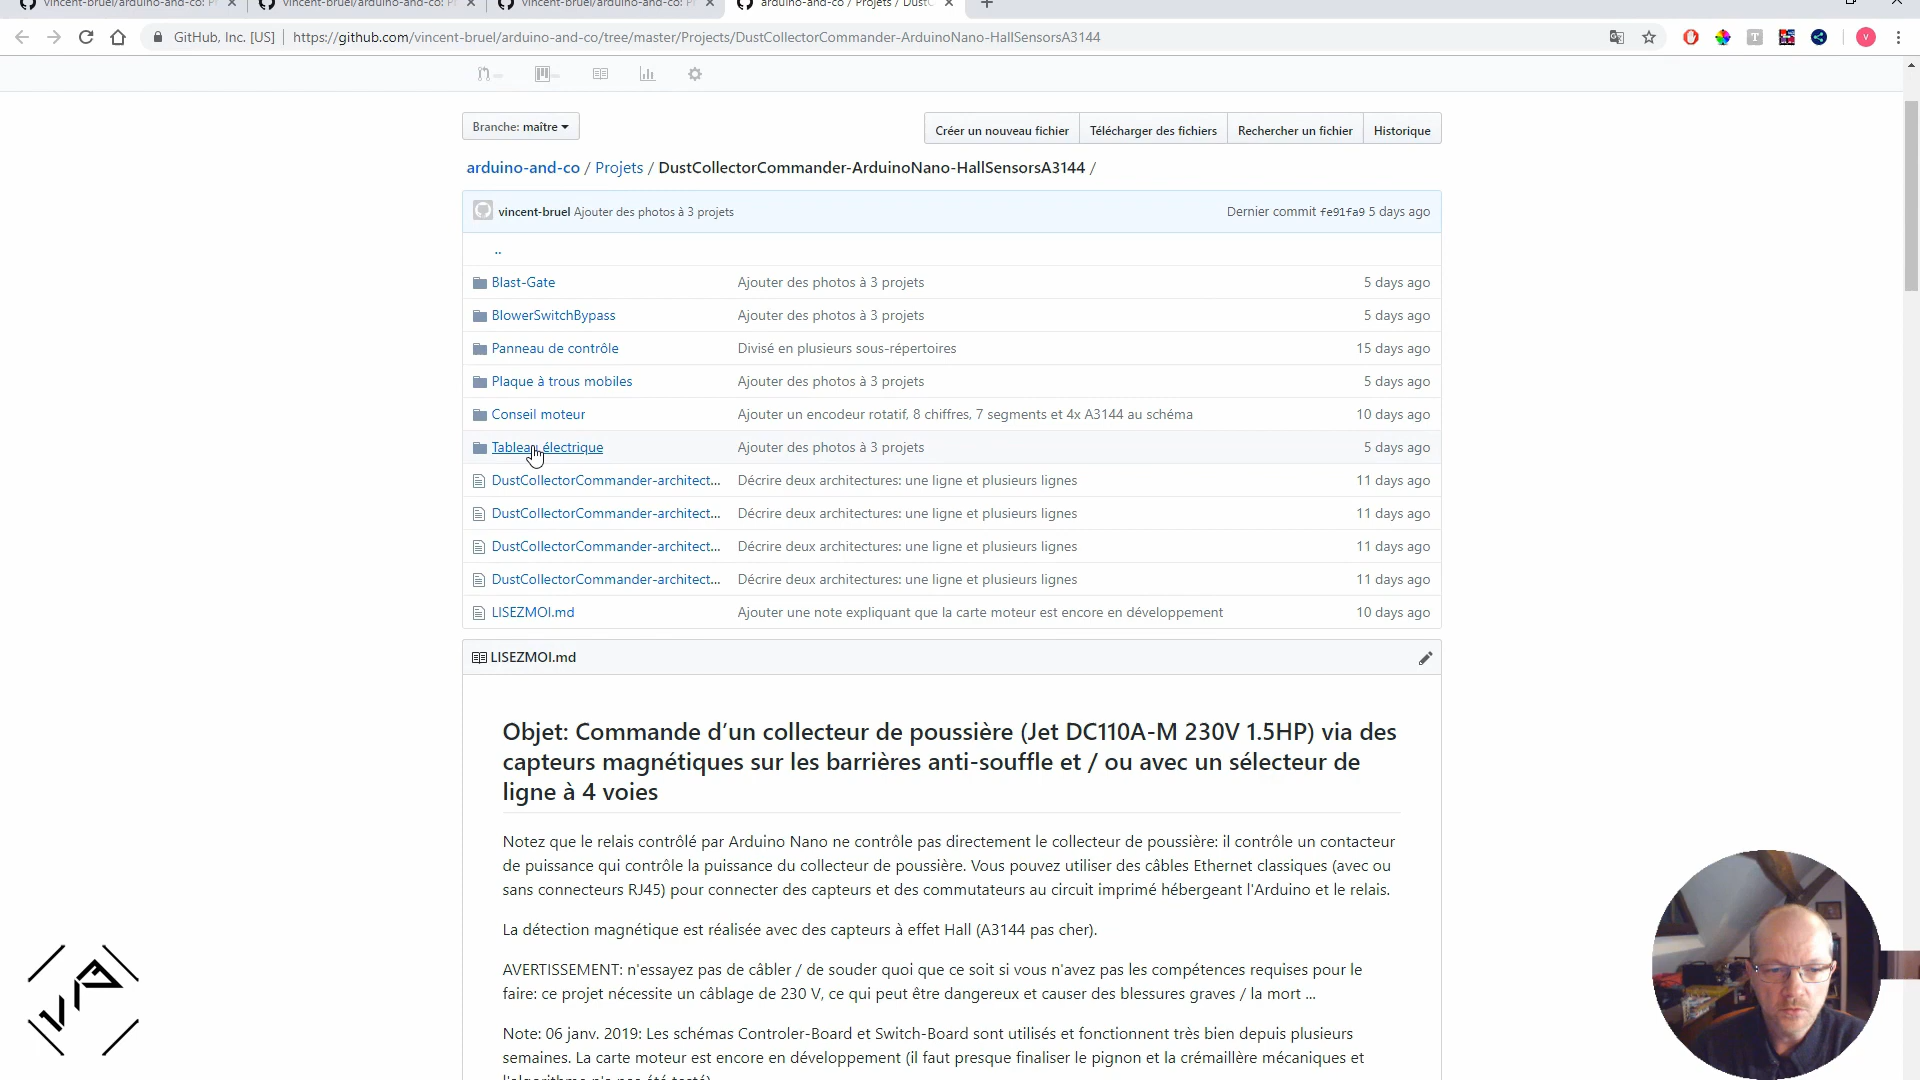 vincent-bruel/arduino-and-co: P
vincent-bruel/arduino-and-co: P
vincent-bruel/arduino-and-co: P
arduino-and-co / Projets / DustC
GitHub, Inc. [US] | https://github.com/vincent-bruel/arduino-and-co/tree/master/Projects/DustCollectorCommander-ArduinoNano-HallSensorsA3144
Branche: maître
Créer un nouveau fichier Télécharger des fichiers Rechercher un fichier Historique
arduino-and-co / Projets / DustCollectorCommander-ArduinoNano-HallSensorsA3144 /
vincent-bruel Ajouter des photos à 3 projets Dernier commit fe91fa9 5 days ago
..
Blast-Gate Ajouter des photos à 3 projets 5 days ago
BlowerSwitchBypass Ajouter des photos à 3 projets 5 days ago
Panneau de contrôle Divisé en plusieurs sous-répertoires 15 days ago
Plaque à trous mobiles Ajouter des photos à 3 projets 5 days ago
Conseil moteur Ajouter un encodeur rotatif, 8 chiffres, 7 segments et 4x A3144 au schéma 10 days ago
Tableau électrique Ajouter des photos à 3 projets 5 days ago
DustCollectorCommander-architect... Décrire deux architectures: une ligne et plusieurs lignes 11 days ago
DustCollectorCommander-architect... Décrire deux architectures: une ligne et plusieurs lignes 11 days ago
DustCollectorCommander-architect... Décrire deux architectures: une ligne et plusieurs lignes 11 days ago
DustCollectorCommander-architect... Décrire deux architectures: une ligne et plusieurs lignes 11 days ago
LISEZMOI.md Ajouter une note expliquant que la carte moteur est encore en développement 10 days ago
LISEZMOI.md
Objet: Commande d'un collecteur de poussière (Jet DC110A-M 230V 1.5HP) via des
capteurs magnétiques sur les barrières anti-souffle et / ou avec un sélecteur de
ligne à 4 voies
Notez que le relais contrôlé par Arduino Nano ne contrôle pas directement le collecteur de poussière: il contrôle un contacteur
de puissance qui contrôle la puissance du collecteur de poussière. Vous pouvez utiliser des câbles Ethernet classiques (avec ou
sans connecteurs RJ45) pour connecter des capteurs et des commutateurs au circuit imprimé hébergeant l'Arduino et le relais.
La détection magnétique est réalisée avec des capteurs à effet Hall (A3144 pas cher).
AVERTISSEMENT: n'essayez pas de câbler / de souder quoi que ce soit si vous n'avez pas les compétences requises pour le
faire: ce projet nécessite un câblage de 230 V, ce qui peut être dangereux et causer des blessures graves / la mort ...
Note: 06 janv. 2019: Les schémas Controler-Board et Switch-Board sont utilisés et fonctionnent très bien depuis plusieurs
semaines. La carte moteur est encore en développement (il faut presque finaliser le pignon et la crémaillère mécaniques et
l'algorithme n'a pas été testé)